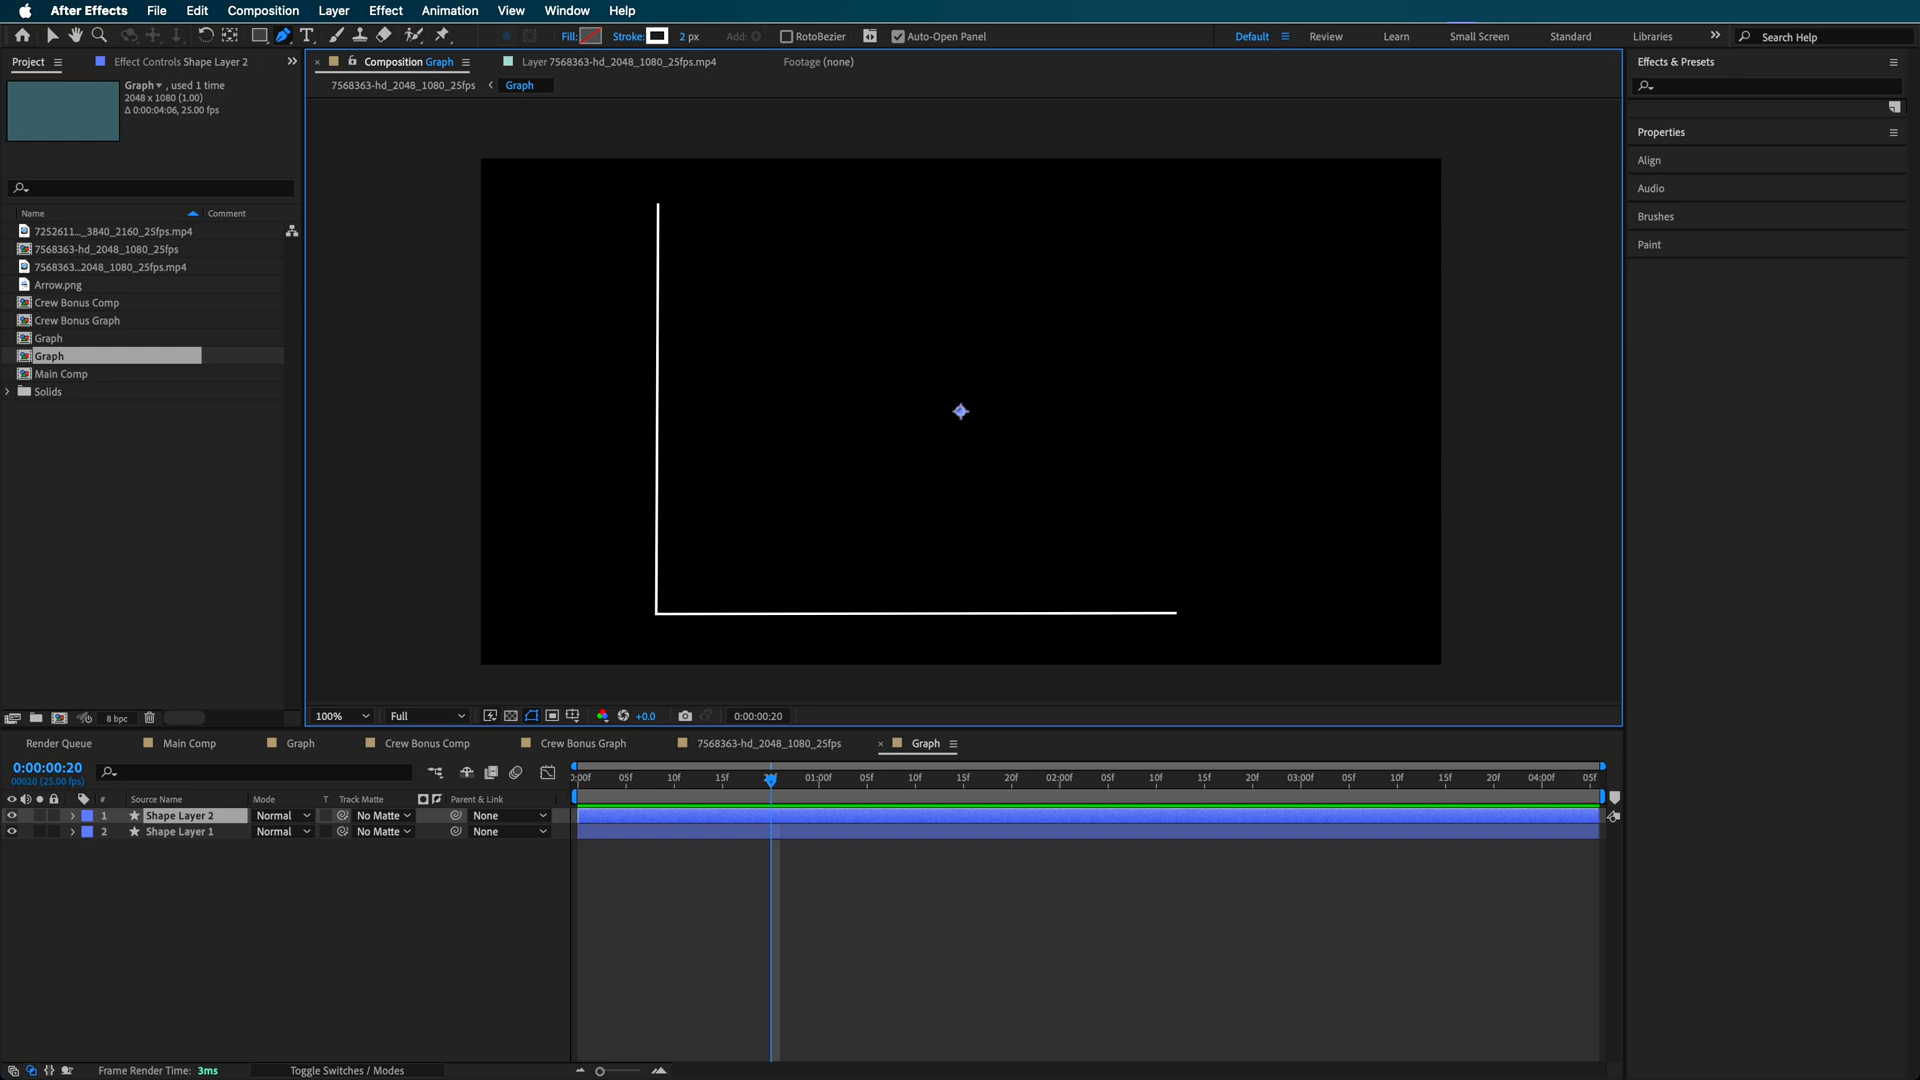 After Effects File Edit Composition Layer Effect Animation View Window Help
Fill: Stroke: 2 px Add: RotoBezier Auto-Open Panel Default Review Learn Small Screen Standard Libraries Search Help
Project Effect Controls Shape Layer 2 Composition Graph Layer 7568363-hd_2048_1080_25fps.mp4 Footage (none) Effects & Presets
Graph, used 1 time 7568363-hd_2048_1080_25fps Graph
2048 x 1080 (1.00)
Δ 0:00:04:06, 25.00 fps
Properties
Align
Audio
Brushes
Paint
Name Comment
7252611..._3840_2160_25fps.mp4
7568363-hd_2048_1080_25fps
7568363...2048_1080_25fps.mp4
Arrow.png
Crew Bonus Comp
Crew Bonus Graph
Graph
Graph
Main Comp
Solids
8 bpc 100% Full +0.0 0:00:00:20
Render Queue Main Comp Graph Crew Bonus Comp Crew Bonus Graph 7568363-hd_2048_1080_25fps Graph
0:00:00:20
00020 (25.00 fps)
:00f 05f 10f 15f 20f 01:00f 05f 10f 15f 20f 02:00f 05f 10f 15f 20f 03:00f 05f 10f 15f 20f 04:00f 05f
# Source Name Mode T Track Matte Parent & Link
1 Shape Layer 2 Normal No Matte None
2 Shape Layer 1 Normal No Matte None
Frame Render Time: 3ms Toggle Switches / Modes